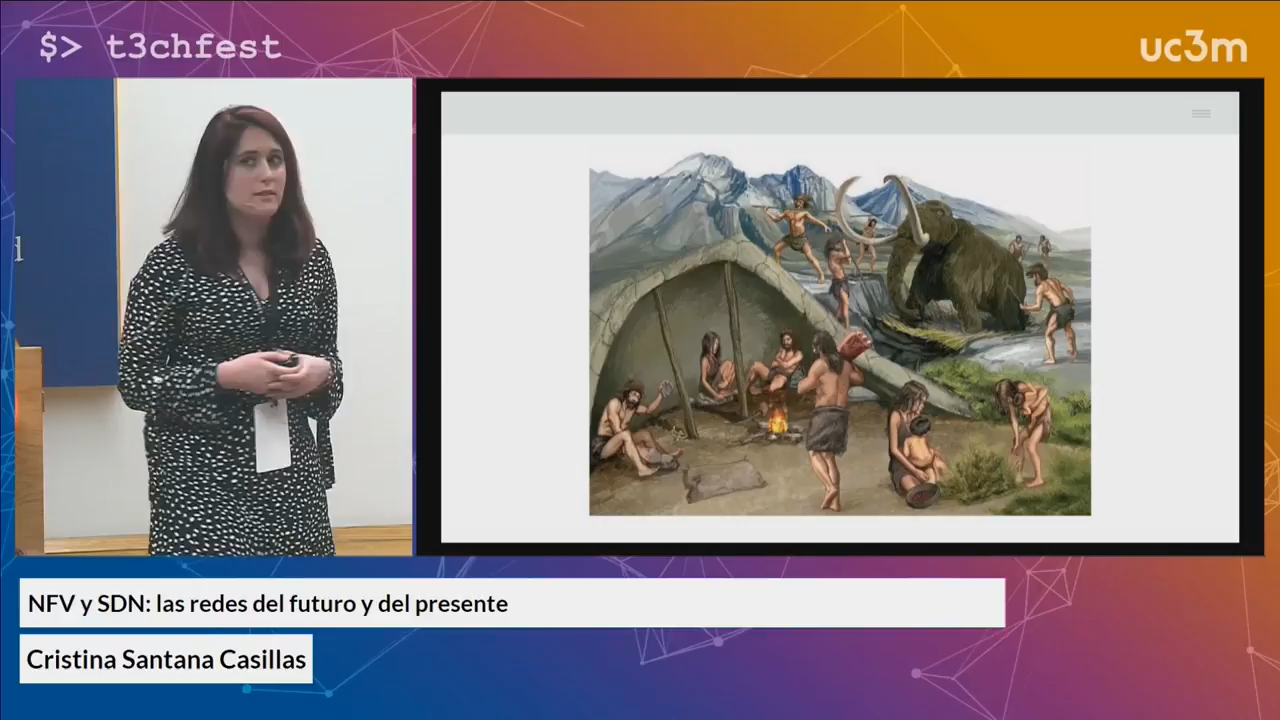 $> t3chfest
uc3m
d
NFV y SDN: las redes del futuro y del presente
Cristina Santana Casillas